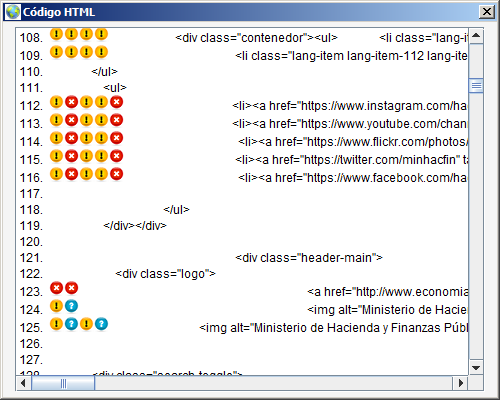 Código HTML
108. <div class="contenedor"><ul> <li class="lang-i
109. <li class="lang-item lang-item-112 lang-item
110. </ul>
111. <ul>
112. <li><a href="https://www.instagram.com/ha
113. <li><a href="https://www.youtube.com/chan
114. <li><a href="https://www.flickr.com/photos/
115. <li><a href="https://twitter.com/minhacfin" ta
116. <li><a href="https://www.facebook.com/ha
117.
118. </ul>
119. </div></div>
120.
121. <div class="header-main">
122. <div class="logo">
123. <a href="http://www.economia
124. <img alt="Ministerio de Hacien
125. <img alt="Ministerio de Hacienda y Finanzas Públ
126.
127.
128. <div class="search-toggle">